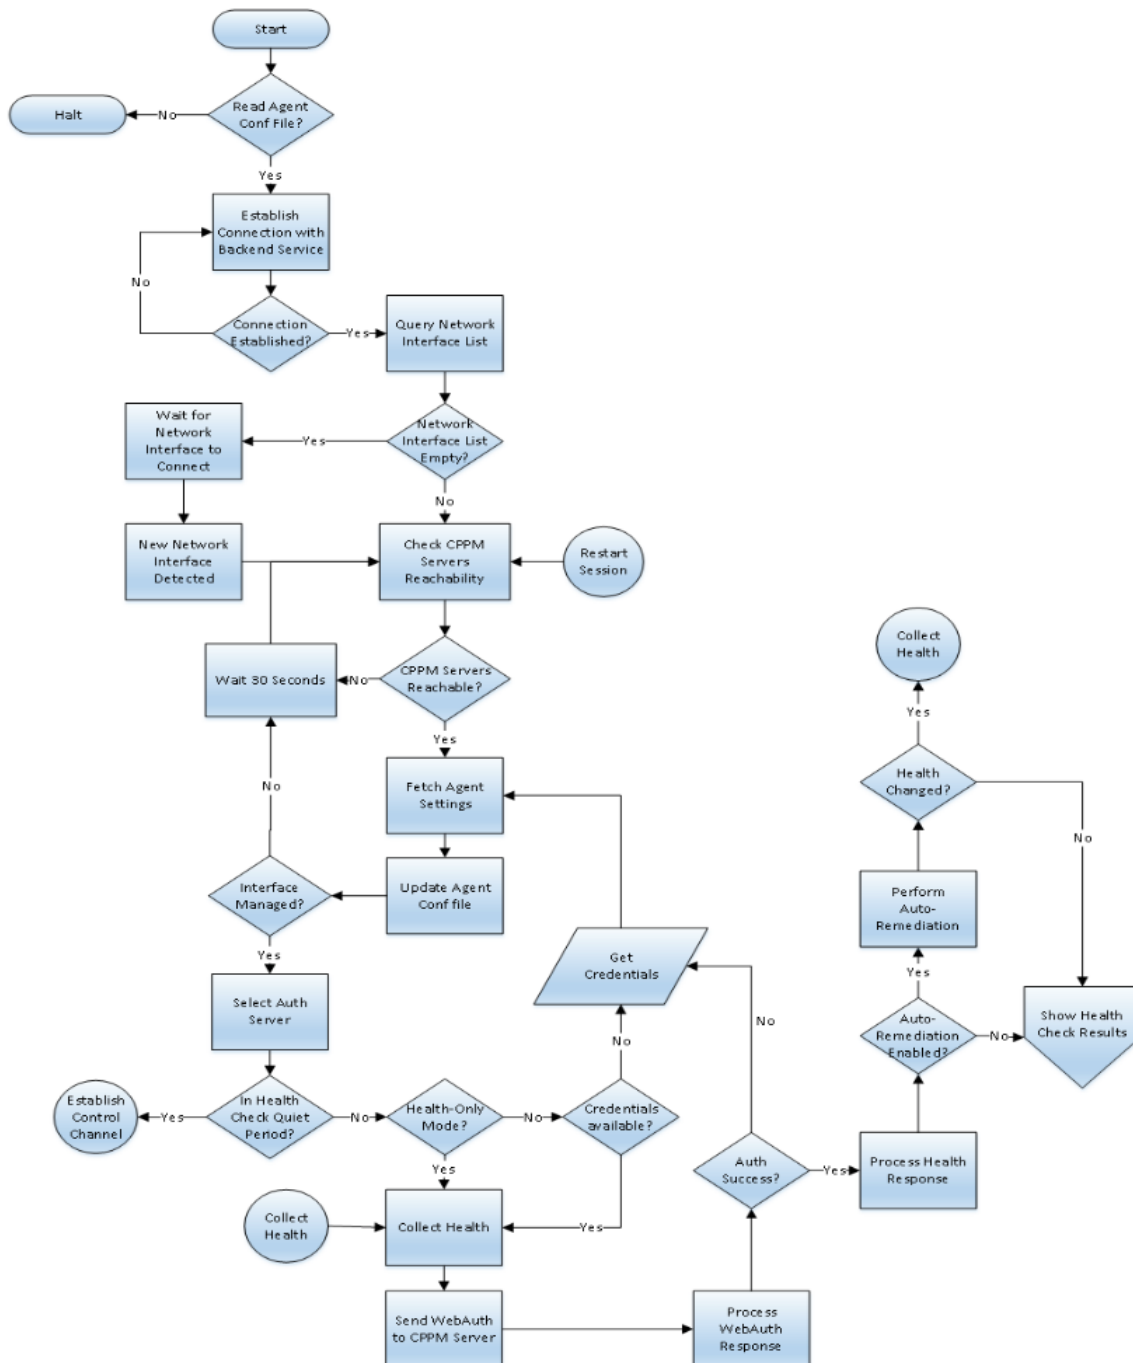 Start
Read Agent
Conf File?
No
Halt
Yes
Establish
Connection with
Backend Service
No
Connection
Established?
Yes
Query Network
Interface List
Wait for
Network
Interface to
Connect
Yes
Network
Interface List
Empty?
No
New Network
Interface
Detected
Check CPPM
Servers
Reachability
Restart
Session
Wait 30 Seconds
No
CPPM Servers
Reachable?
Yes
Collect
Health
Yes
Health
Changed?
No
No
Fetch Agent
Settings
Interface
Managed?
Update Agent
Conf file
Perform
Auto-
Remediation
Yes
Yes
Select Auth
Server
Get
Credentials
No
No
Auto-
Remediation
Enabled?
No
Show Health
Check Results
Establish
Control
Channel
Yes
In Health
Check Quiet
Period?
No
Health-Only
Mode?
No
Credentials
available?
Yes
Yes
Auth
Success?
Yes
Process Health
Response
Collect
Health
Collect Health
Send WebAuth
to CPPM Server
Process
WebAuth
Response